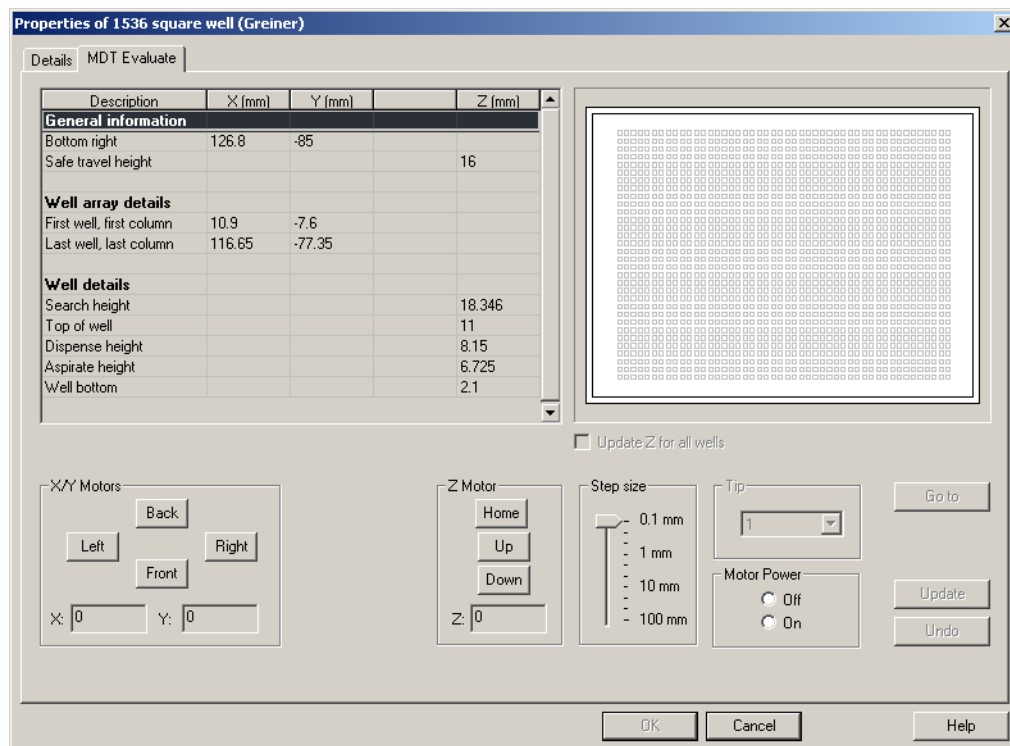 Properties of 1536 square well (Greiner)
Details MDT Evaluate
Description X (mm) Y (mm) Z (mm)
General information
Bottom right 126.8 -85
Safe travel height 16
Well array details
First well, first column 10.9 -7.6
Last well, last column 116.65 -77.35
Well details
Search height 18.346
Top of well 11
Dispense height 8.15
Aspirate height 6.725
Well bottom 2.1
Update Z for all wells
X/Y Motors
Back
Left Right
Front
X: 0 Y: 0
Z Motor
Home
Up
Down
Z: 0
Step size
0.1 mm
1 mm
10 mm
100 mm
Tip
1
Motor Power
Off
On
Go to
Update
Undo
OK Cancel Help